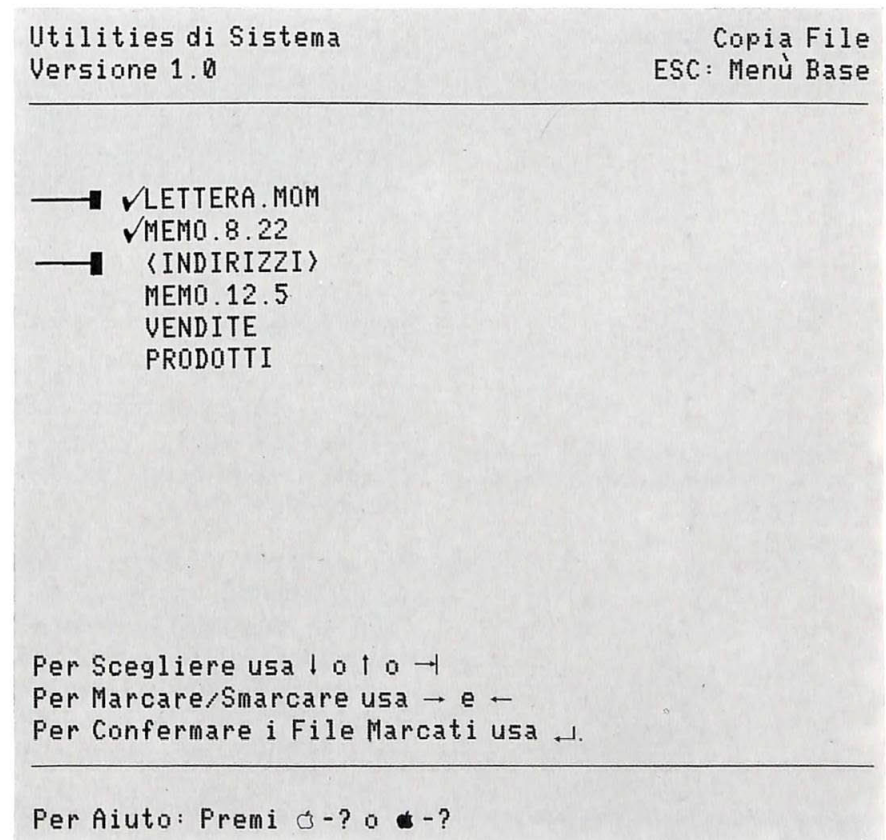 Utilities di Sistema Copia File
Versione 1.0 ESC: Menù Base
✓LETTERA.MOM
✓MEMO.8.22
<INDIRIZZI>
MEMO.12.5
VENDITE
PRODOTTI
Per Scegliere usa ↓ o ↑ o →|
Per Marcare/Smarcare usa → e ←
Per Confermare i File Marcati usa ↵.
Per Aiuto: Premi -? o -?